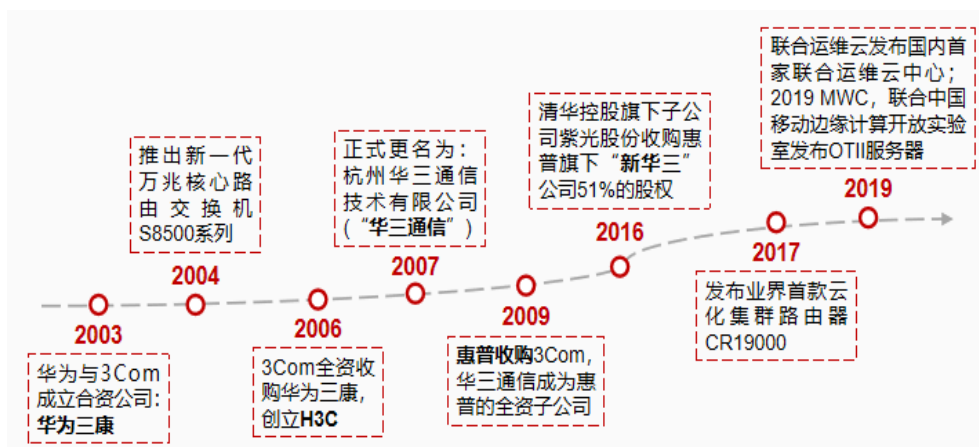 华为与3Com
成立合资公司：
华为三康
2003
推出新一代
万兆核心路
由交换机
S8500系列
2004
2006
3Com全资收
购华为三康，
创立H3C
正式更名为：
杭州华三通信
技术有限公司
(“华三通信”)
2007
2009
惠普收购3Com，
华三通信成为惠
普的全资子公司
清华控股旗下子公
司紫光股份收购惠
普旗下“新华三”
公司51%的股权
2016
2017
发布业界首款云
化集群路由器
CR19000
联合运维云发布国内首
家联合运维云中心；
2019 MWC，联合中国
移动边缘计算开放实验
室发布OTII服务器
2019